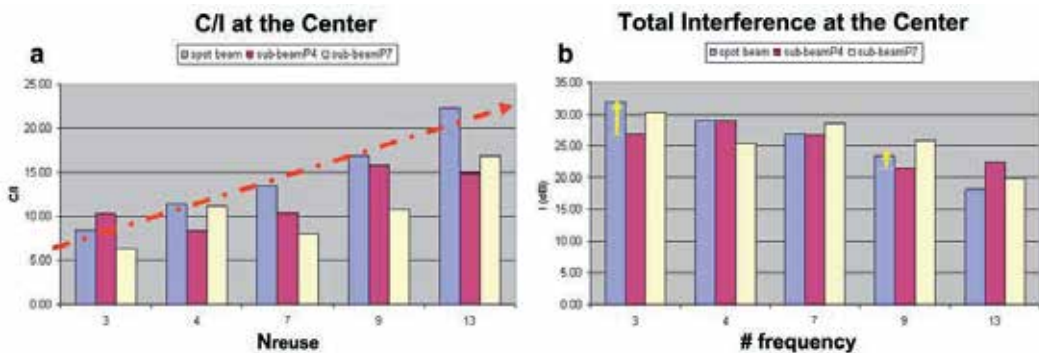 C/I at the Center
a
spot beam sub-beamP4 sub-beamP7
25.00
20.00
15.00
10.00
5.00
0.00
C/I
3 4 7 9 13
Nreuse
Total Interference at the Center
b
spot beam sub-beamP4 sub-beamP7
35.00
30.00
25.00
20.00
15.00
10.00
5.00
0.00
I (dB)
3 4 7 9 13
# frequency